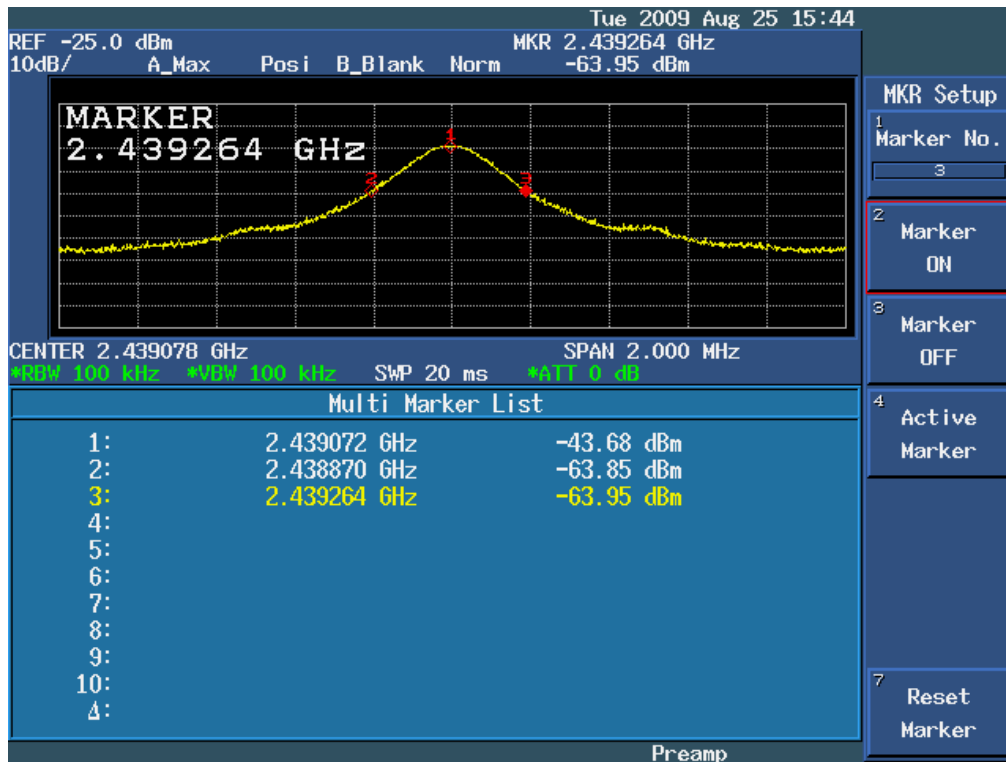 Tue 2009 Aug 25 15:44
REF -25.0 dBm MKR 2.439264 GHz
10dB/ A_Max Posi B_Blank Norm -63.95 dBm
MARKER
2.439264 GHz
1
2
3
CENTER 2.439078 GHz SPAN 2.000 MHz
*RBW 100 kHz *VBW 100 kHz SWP 20 ms *ATT 0 dB
Multi Marker List
1: 2.439072 GHz -43.68 dBm
2: 2.438870 GHz -63.85 dBm
3: 2.439264 GHz -63.95 dBm
4:
5:
6:
7:
8:
9:
10:
Δ:
Preamp
MKR Setup
1
Marker No.
3
2
Marker
ON
3
Marker
OFF
4
Active
Marker
7
Reset
Marker